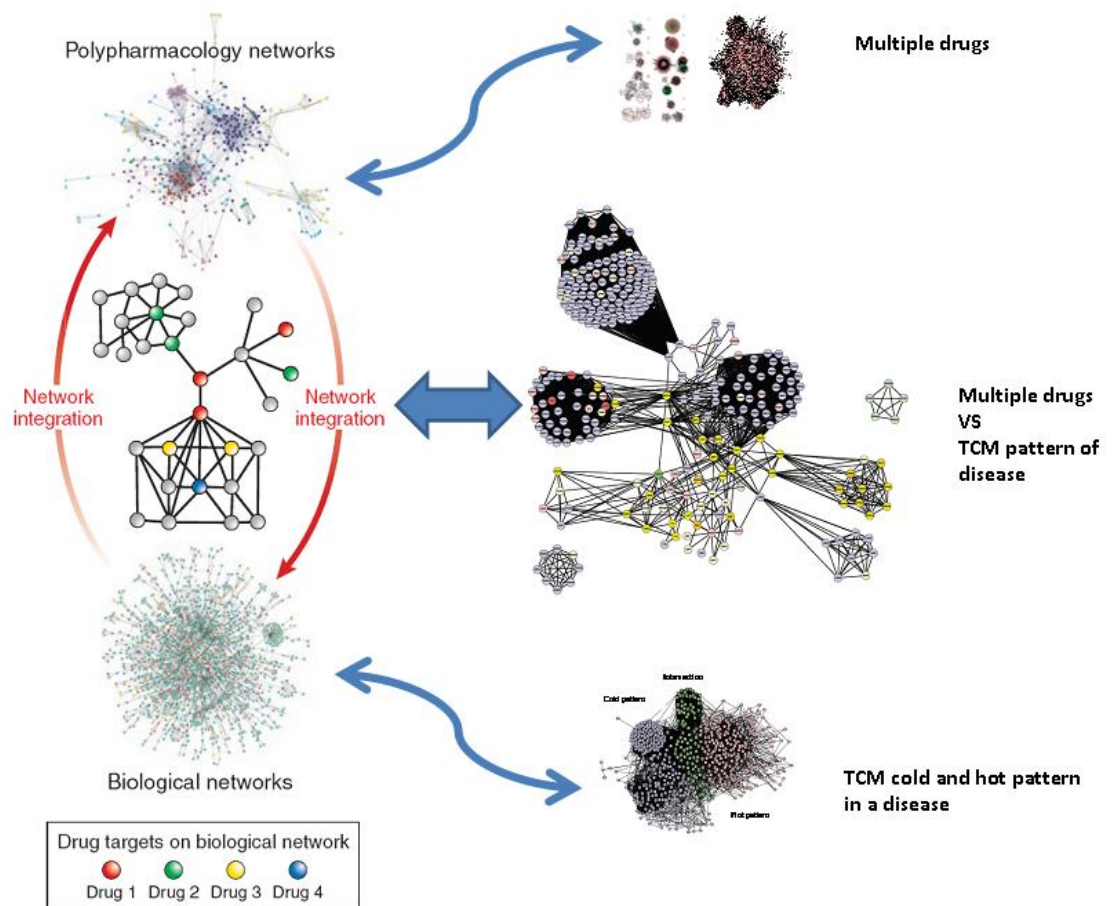 Polypharmacology networks
Multiple drugs
Network
integration
Network
integration
Multiple drugs
VS
TCM pattern of
disease
Biological networks
Cold pattern
Hot pattern
TCM cold and hot pattern
in a disease
Drug targets on biological network
Drug 1
Drug 2
Drug 3
Drug 4